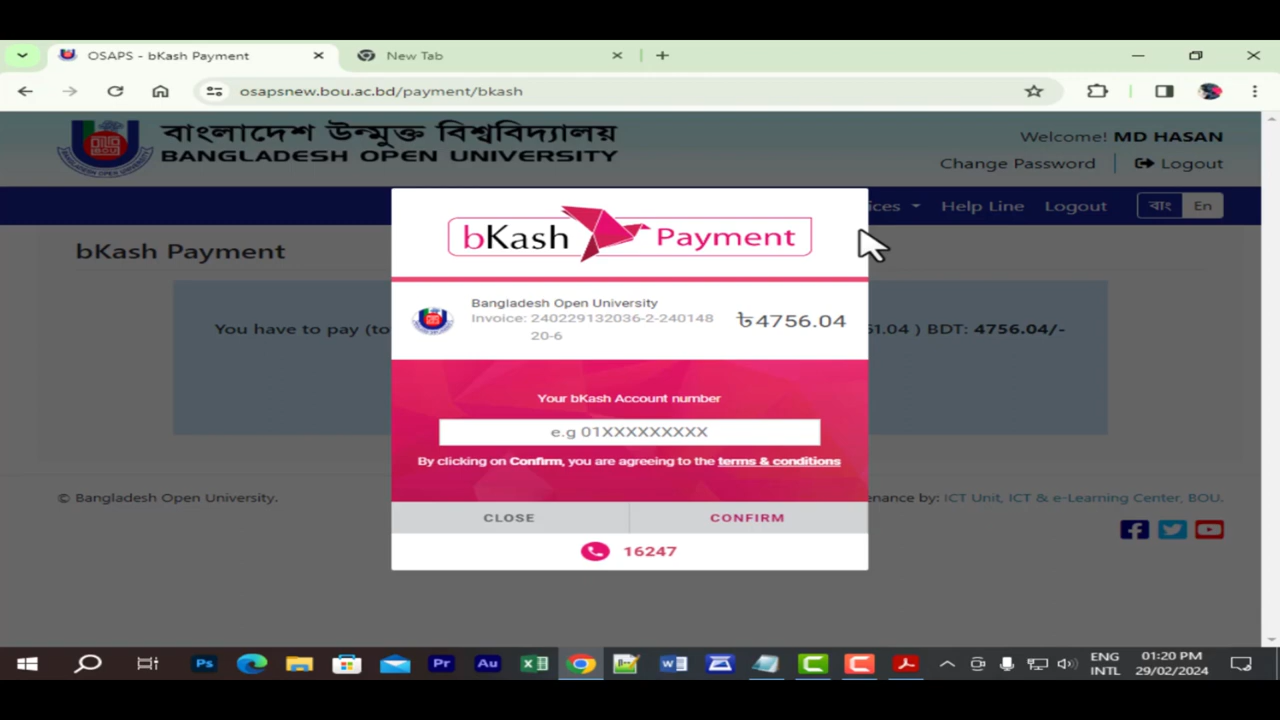 OSAPS - bKash Payment
New Tab
osapsnew.bou.ac.bd/payment/bkash
বাংলাদেশ উন্মুক্ত বিশ্ববিদ্যালয়
BANGLADESH OPEN UNIVERSITY
Welcome! MD HASAN
Change Password
Logout
Help Line
Logout
বাং
En
bKash Payment
bKash Payment
Bangladesh Open University
Invoice: 240229132036-2-240148
20-6
৳4756.04
You have to pay (to
61.04 ) BDT: 4756.04/-
Your bKash Account number
e.g 01XXXXXXXXX
By clicking on Confirm, you are agreeing to the terms & conditions
CLOSE
CONFIRM
16247
© Bangladesh Open University.
by: ICT Unit, ICT & e-Learning Center, BOU.
Ps
Pr
Au
ENG
INTL
01:20 PM
29/02/2024